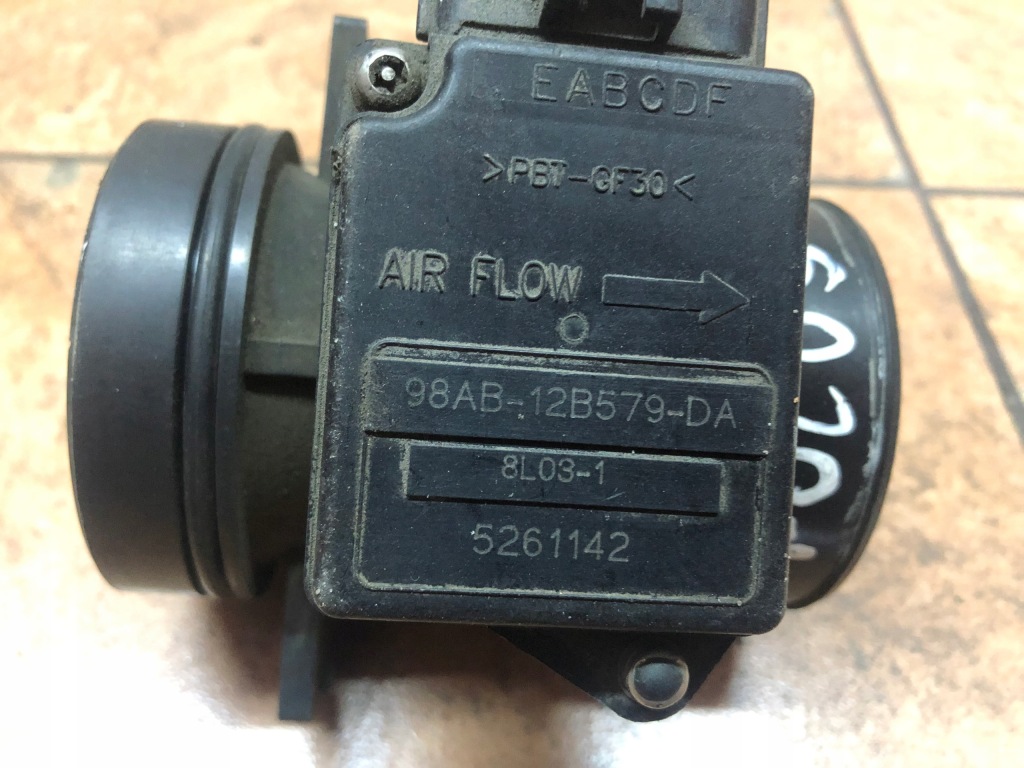 EABCDF
>PBT-GF30<
AIR FLOW
98AB-12B579-DA
8L03-1
5261142